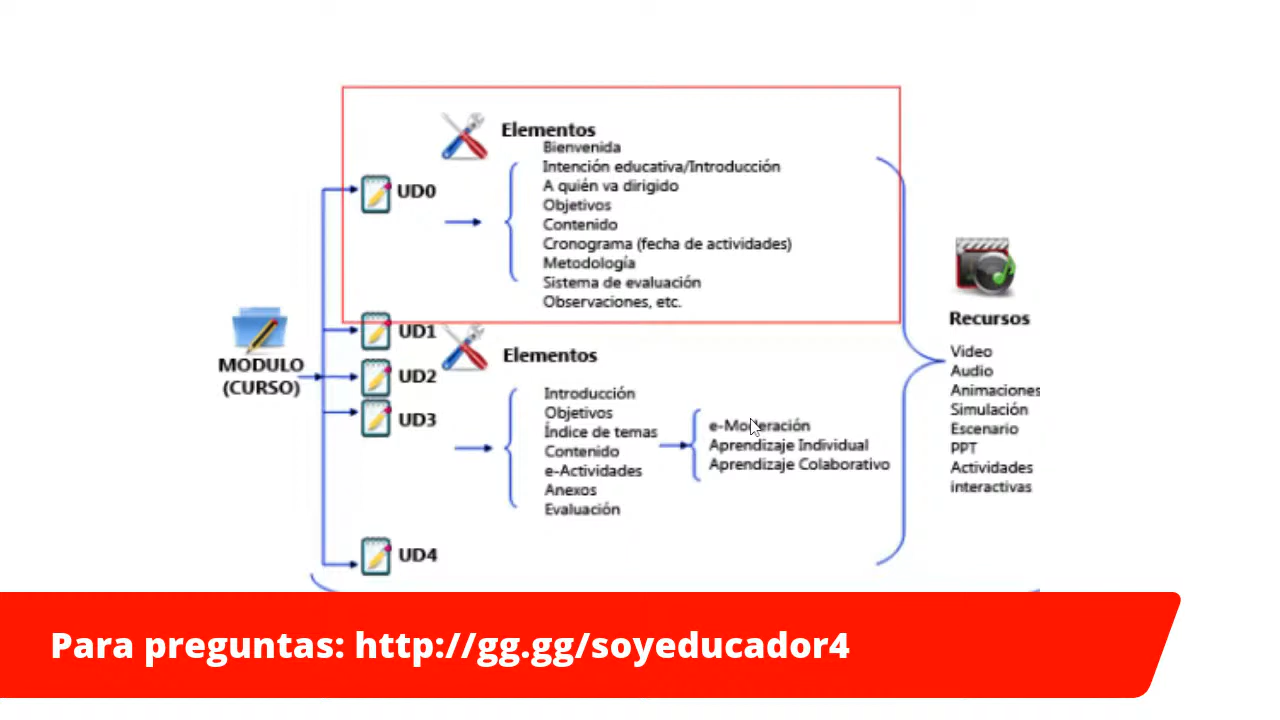 Elementos
Bienvenida
Intención educativa/Introducción
A quién va dirigido
Objetivos
Contenido
Cronograma (fecha de actividades)
Metodología
Sistema de evaluación
Observaciones, etc.
UD0
MODULO
(CURSO)
UD1
UD2
UD3
UD4
Elementos
Introducción
Objetivos
Índice de temas
Contenido
e-Actividades
Anexos
Evaluación
e-Moderación
Aprendizaje Individual
Aprendizaje Colaborativo
Recursos
Video
Audio
Animaciones
Simulación
Escenario
PPT
Actividades
interactivas
Para preguntas: http://gg.gg/soyeducador4